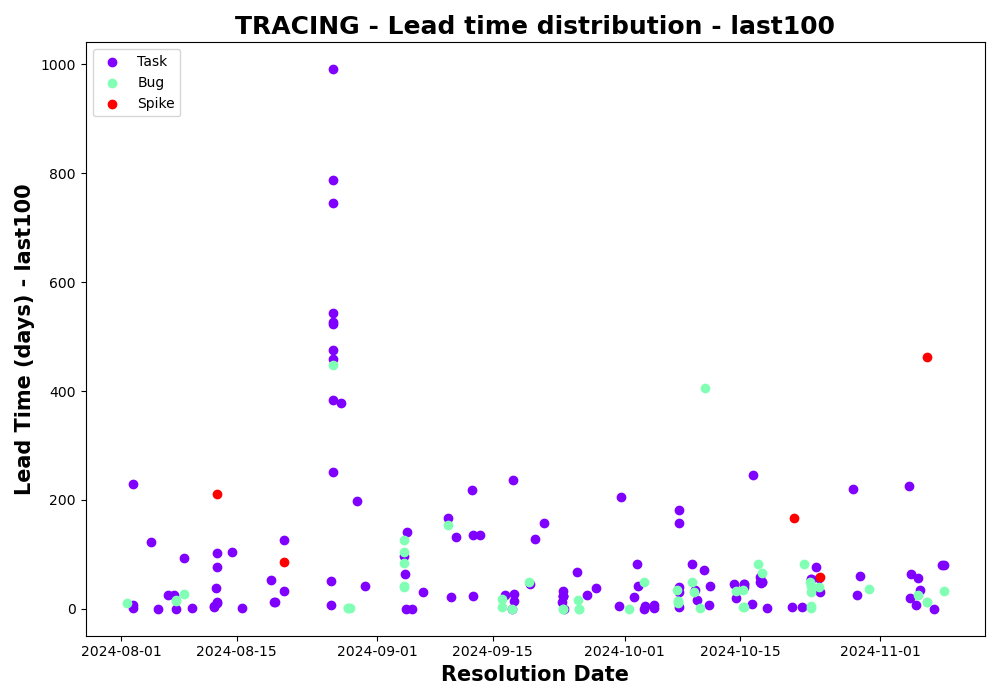 TRACING - Lead time distribution - last100
Task
Bug
Spike
1000
800
600
400
200
0
Lead Time (days) - last100
2024-08-01
2024-08-15
2024-09-01
2024-09-15
2024-10-01
2024-10-15
2024-11-01
Resolution Date